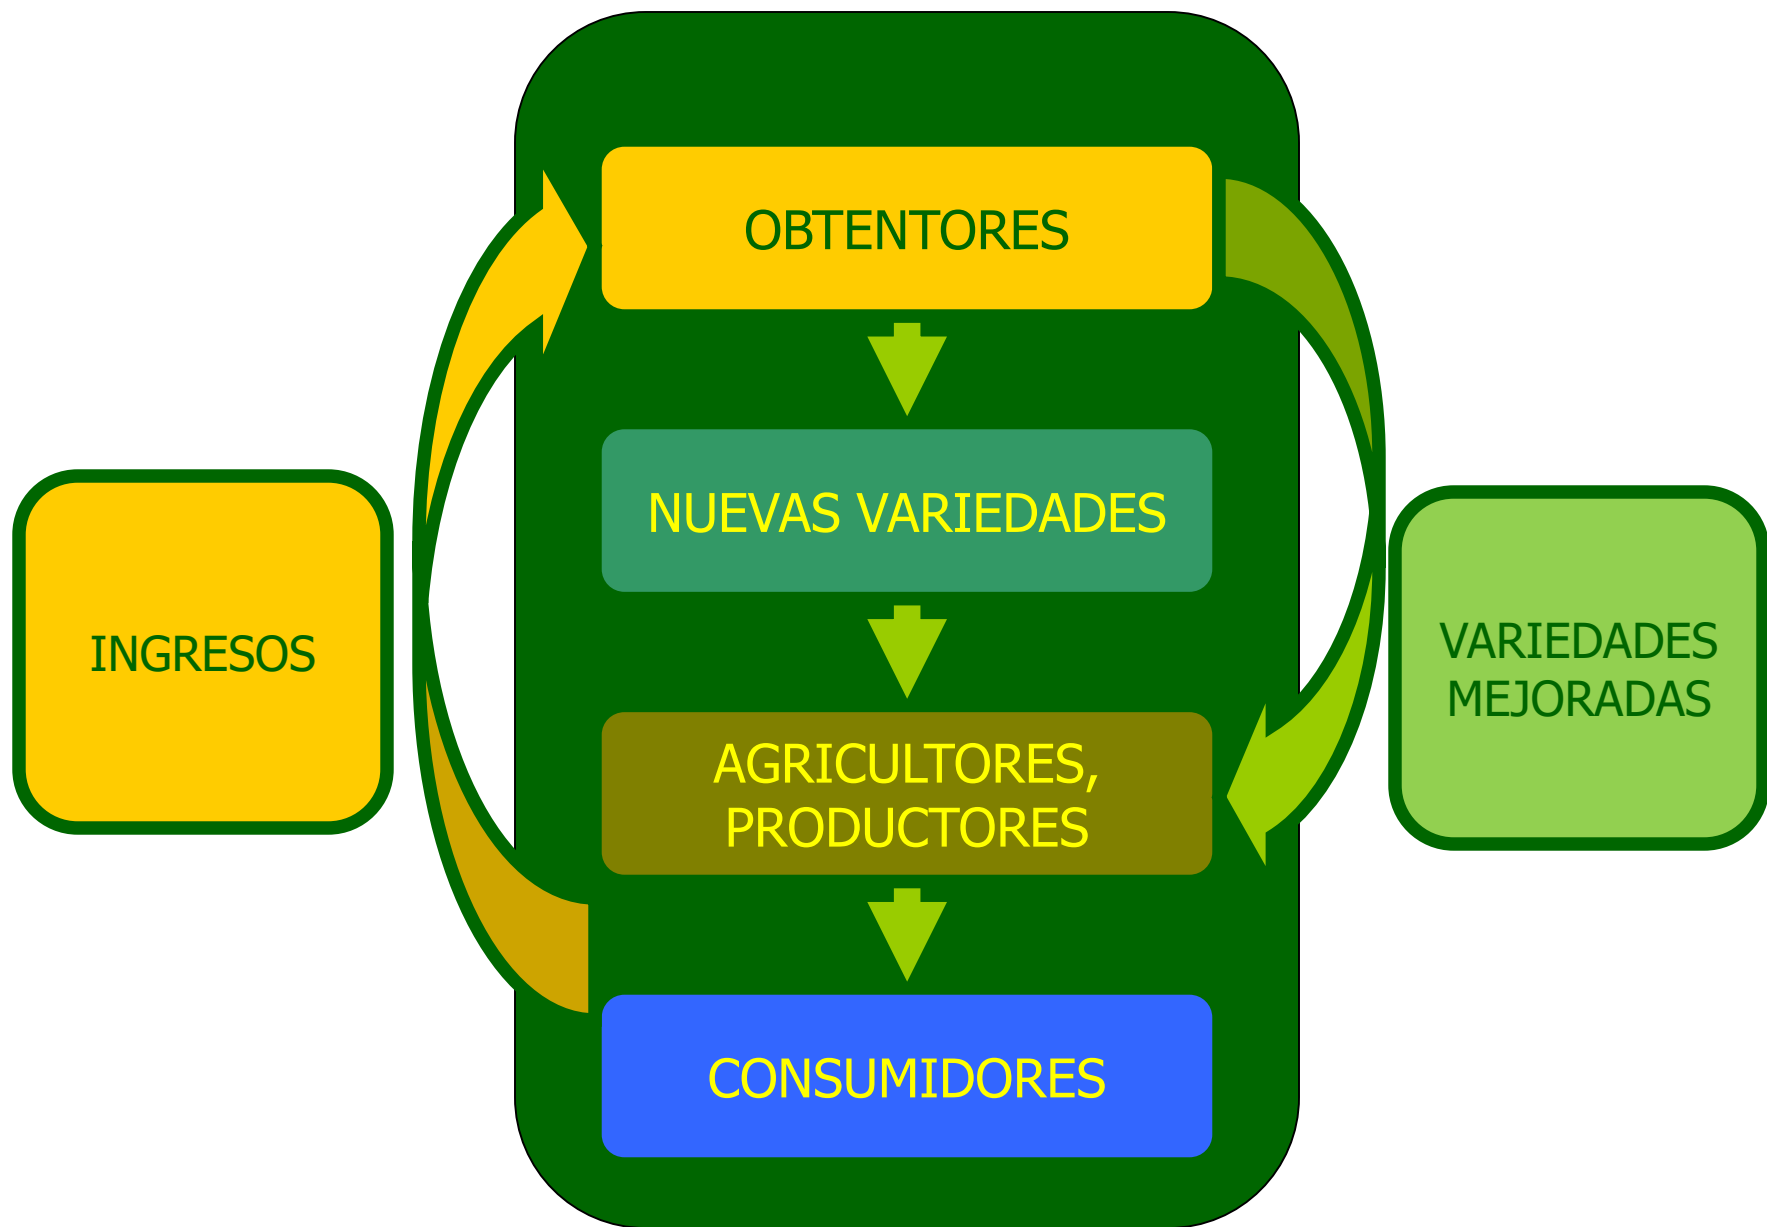 OBTENTORES
NUEVAS VARIEDADES
INGRESOS
VARIEDADES
MEJORADAS
AGRICULTORES,
PRODUCTORES
CONSUMIDORES